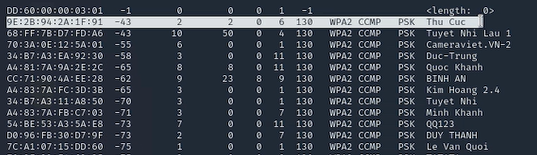 DD:60:00:00:03:01 -1 0 0 0 1 -1 <length: 0>
9E:2B:94:2A:1F:91 -43 2 2 0 6 130 WPA2 CCMP PSK Thu Cuc
68:FF:7B:D7:FD:A6 -43 10 50 0 4 130 WPA2 CCMP PSK Tuyet Nhi Lau 1
70:3A:0E:12:5A:01 -55 6 0 0 1 130 WPA2 CCMP PSK Cameraviet.VN-2
34:B7:A3:EA:92:30 -58 3 0 0 11 130 WPA2 CCMP PSK Duc-Trung
A4:81:7A:9A:2E:2C -65 8 8 0 11 130 WPA2 CCMP PSK Quoc Khanh
CC:71:90:4A:EE:28 -62 9 23 8 9 130 WPA2 CCMP PSK BINH AN
A4:83:7A:FC:3D:3B -65 3 0 0 1 130 WPA2 CCMP PSK Kim Hoang 2.4
34:B7:A3:11:A8:50 -70 3 0 0 1 130 WPA2 CCMP PSK Tuyet Nhi
A4:83:7A:FB:C7:03 -71 3 0 0 7 130 WPA2 CCMP PSK Minh Khanh
54:BE:53:A3:5A:E8 -73 7 0 0 11 130 WPA2 CCMP PSK QQ123
D0:96:FB:30:D7:9F -73 2 0 0 7 130 WPA2 CCMP PSK DUY THANH
7C:A1:07:15:DD:60 -75 1 0 0 1 130 WPA2 CCMP PSK Le Van Quoi